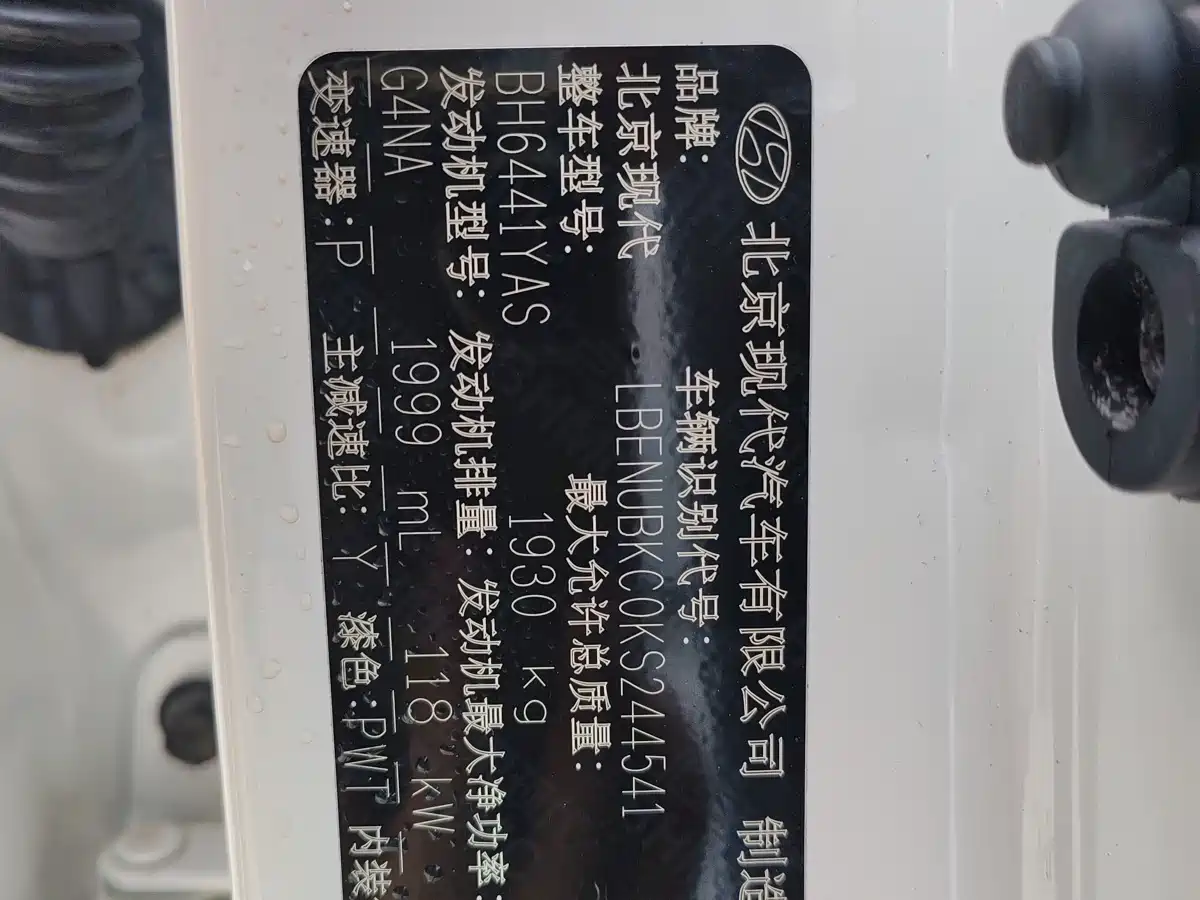 北京现代汽车有限公司 制造
品牌: 车辆识别代号:
北京现代 LBENUBKC0KS244541
整车型号: 最大允许总质量:
BH6441YAS 1930 kg
发动机型号: 发动机排量: 发动机最大净功率:
G4NA 1999 mL 118 kW
变速器:P 主减速比: Y 漆色:PWT 内装